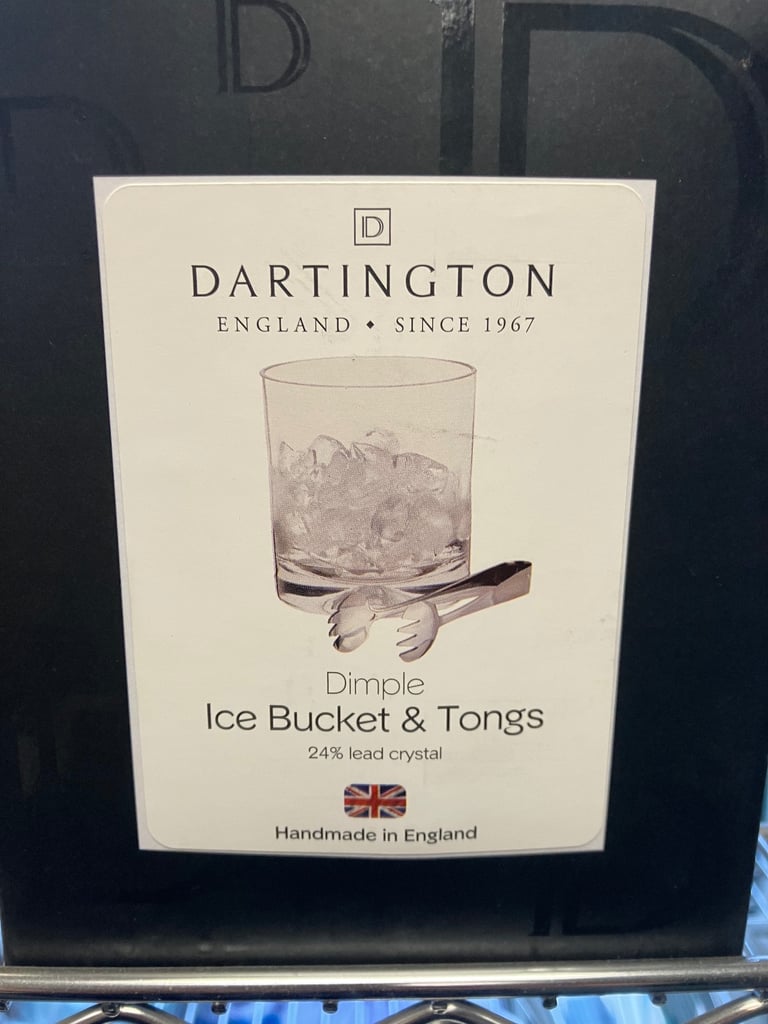 D
D
D
DARTINGTON
ENGLAND ◆ SINCE 1967
Dimple
Ice Bucket & Tongs
24% lead crystal
Handmade in England